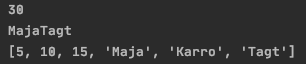 30
MajaTagt
[5, 10, 15, 'Maja', 'Karro', 'Tagt']